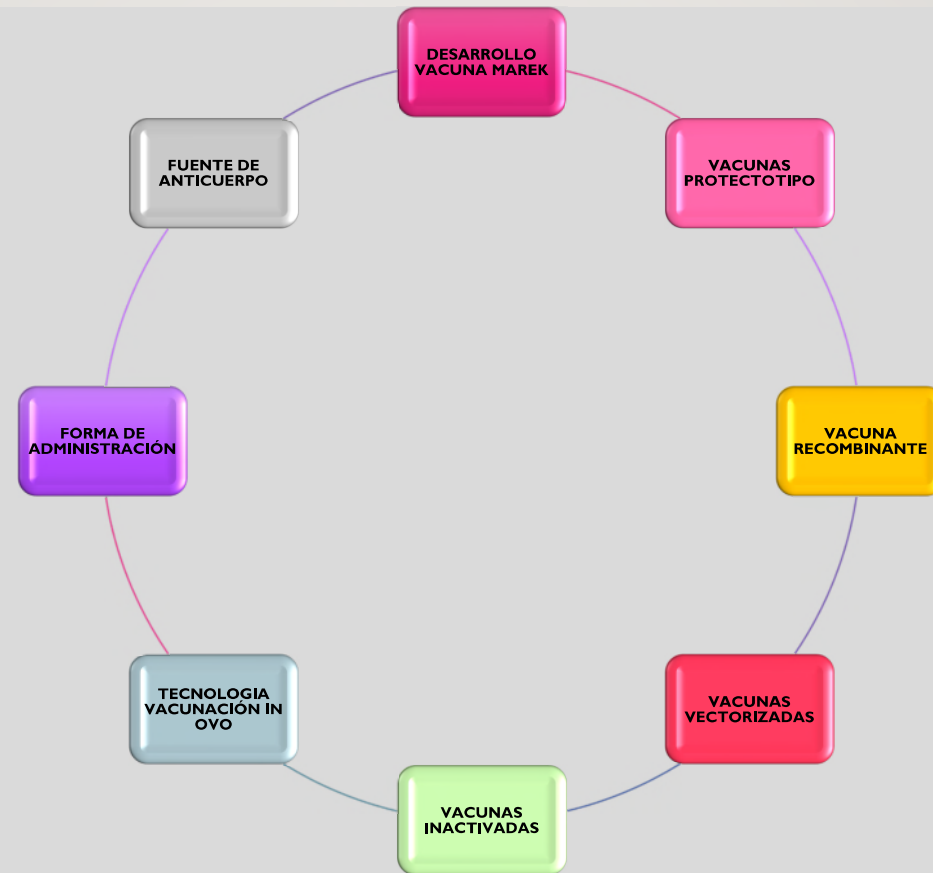 DESARROLLO
VACUNA MAREK
VACUNAS
PROTECTOTIPO
VACUNA
RECOMBINANTE
VACUNAS
VECTORIZADAS
VACUNAS
INACTIVADAS
TECNOLOGIA
VACUNACIÓN IN
OVO
FORMA DE
ADMINISTRACIÓN
FUENTE DE
ANTICUERPO